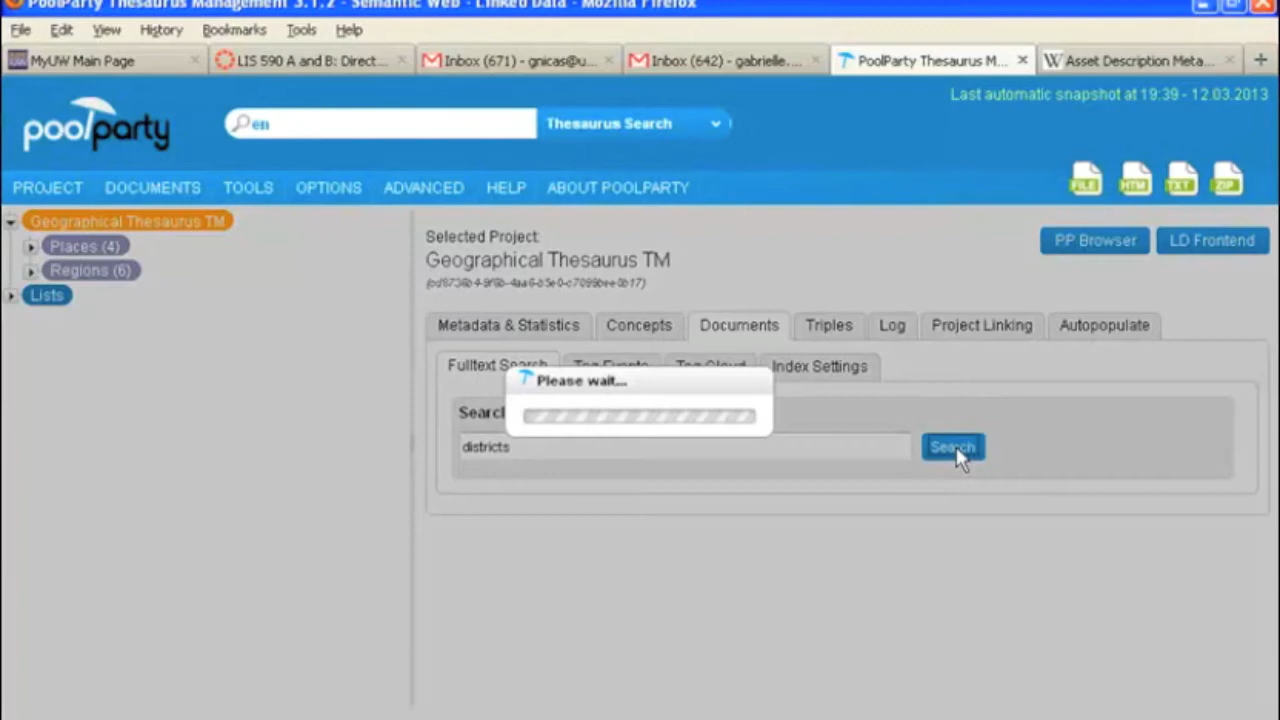 PoolParty Thesaurus Management 3.1.2 - Semantic Web - Linked Data - Mozilla Firefox
File Edit View History Bookmarks Tools Help
MyUW Main Page × LIS 590 A and B: Direct... × Inbox (671) - gnicas@u... × Inbox (642) - gabrielle.... × PoolParty Thesaurus M... × Asset Description Meta... × +
Last automatic snapshot at 19:39 - 12.03.2013
poolparty
en Thesaurus Search
FILE HTM TXT ZIP
PROJECT DOCUMENTS TOOLS OPTIONS ADVANCED HELP ABOUT POOLPARTY
Geographical Thesaurus TM
Places (4)
Regions (6)
Lists
Selected Project:
Geographical Thesaurus TM
PP Browser LD Frontend
Metadata & Statistics Concepts Documents Triples Log Project Linking Autopopulate
Fulltext Search Tag Events Tag Cloud Index Settings
Please wait...
Search
districts Search